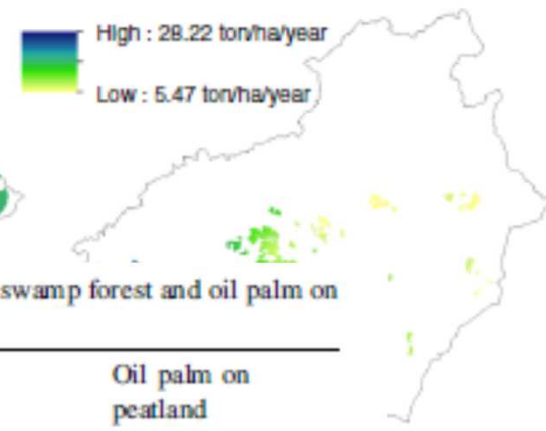 High : 28.22 ton/ha/year
Low : 5.47 ton/ha/year
swamp forest and oil palm on
Oil palm on
peatland